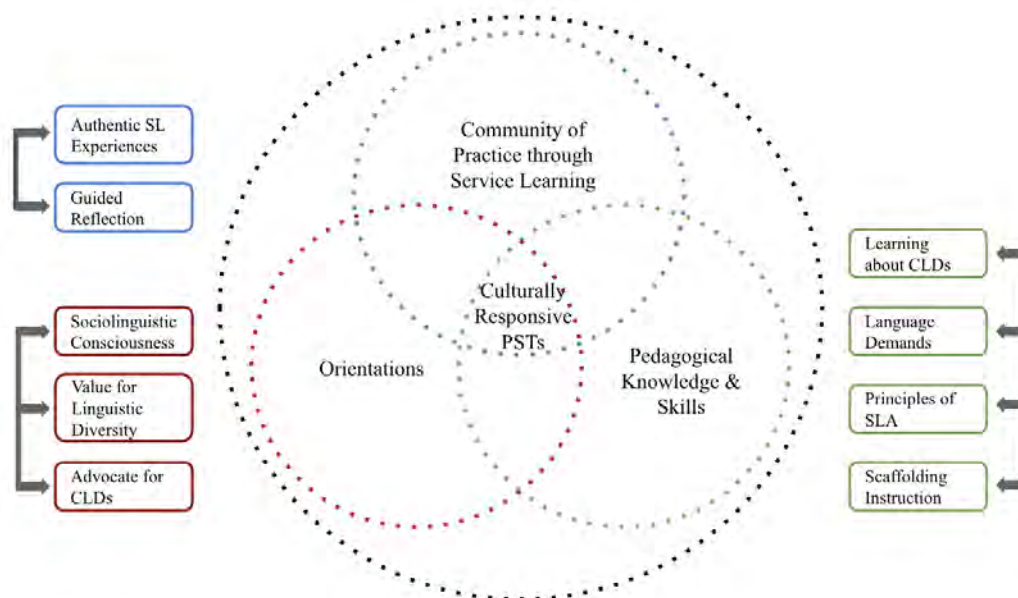 Authentic SL
Experiences
Guided
Reflection
Sociolinguistic
Consciousness
Value for
Linguistic
Diversity
Advocate for
CLDs
Community of
Practice through
Service Learning
Culturally
Responsive
PSTs
Orientations
Pedagogical
Knowledge &
Skills
Learning
about CLDs
Language
Demands
Principles of
SLA
Scaffolding
Instruction